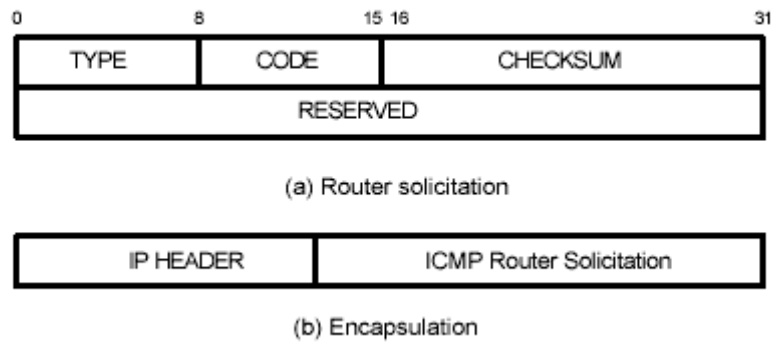 0 8 15 16 31
TYPE CODE CHECKSUM
RESERVED
(a) Router solicitation
IP HEADER ICMP Router Solicitation
(b) Encapsulation